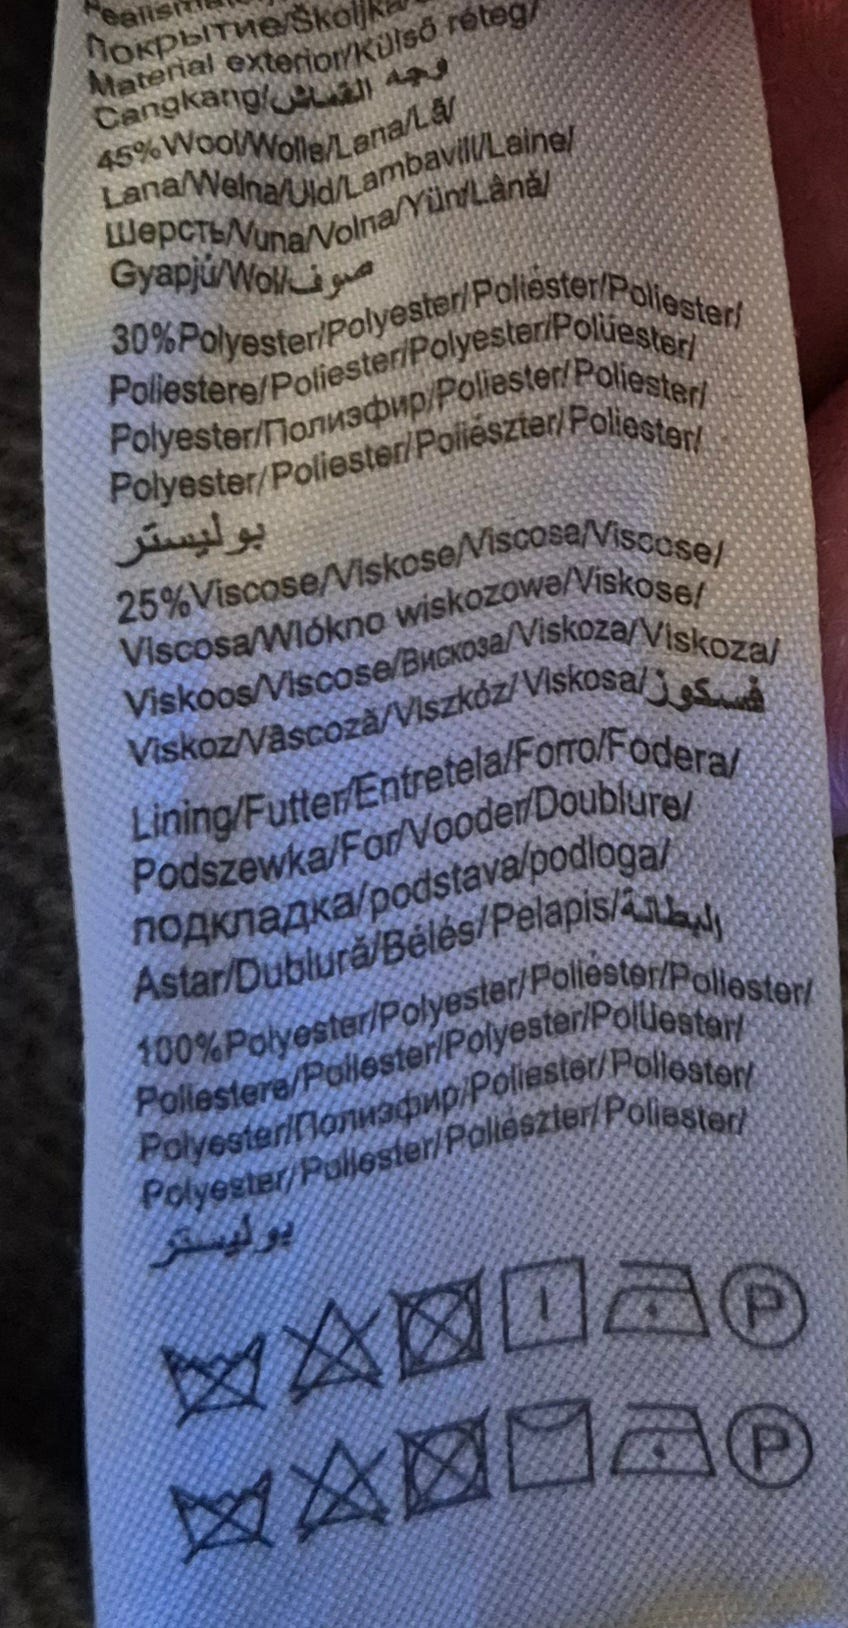 Покрытие/Školjka
Material exterior/Külső réteg/
Cangkang/وجه القماش
45%Wool/Wolle/Lana/Lã/
Lana/Wełna/Uld/Lambavill/Laine/
Шерсть/Vuna/Volna/Yün/Lână/
Gyapjú/Wol/صوف
30%Polyester/Polyester/Poliéster/Poliester/
Poliestere/Poliester/Polyester/Polüester/
Polyester/Полиэфир/Poliester/Poliester/
Polyester/Poliester/Poliészter/Poliester/
بوليستر
25%Viscose/Viskose/Viscosa/Viscose/
Viscosa/Wlókno wiskozowe/Viskose/
Viskoos/Viscose/Вискоза/Viskoza/Viskoza/
Viskoz/Vâscoză/Viszkóz/Viskosa/فسكوز
Lining/Futter/Entretela/Forro/Fodera/
Podszewka/For/Vooder/Doublure/
подкладка/podstava/podloga/
Astar/Dublură/Bélés/Pelapis/البطانة
100%Polyester/Polyester/Poliéster/Poliester/
Poliestere/Poliester/Polyester/Polüester/
Polyester/Полиэфир/Poliester/Poliester/
Polyester/Poliester/Poliészter/Poliester/
بوليستر
P
P